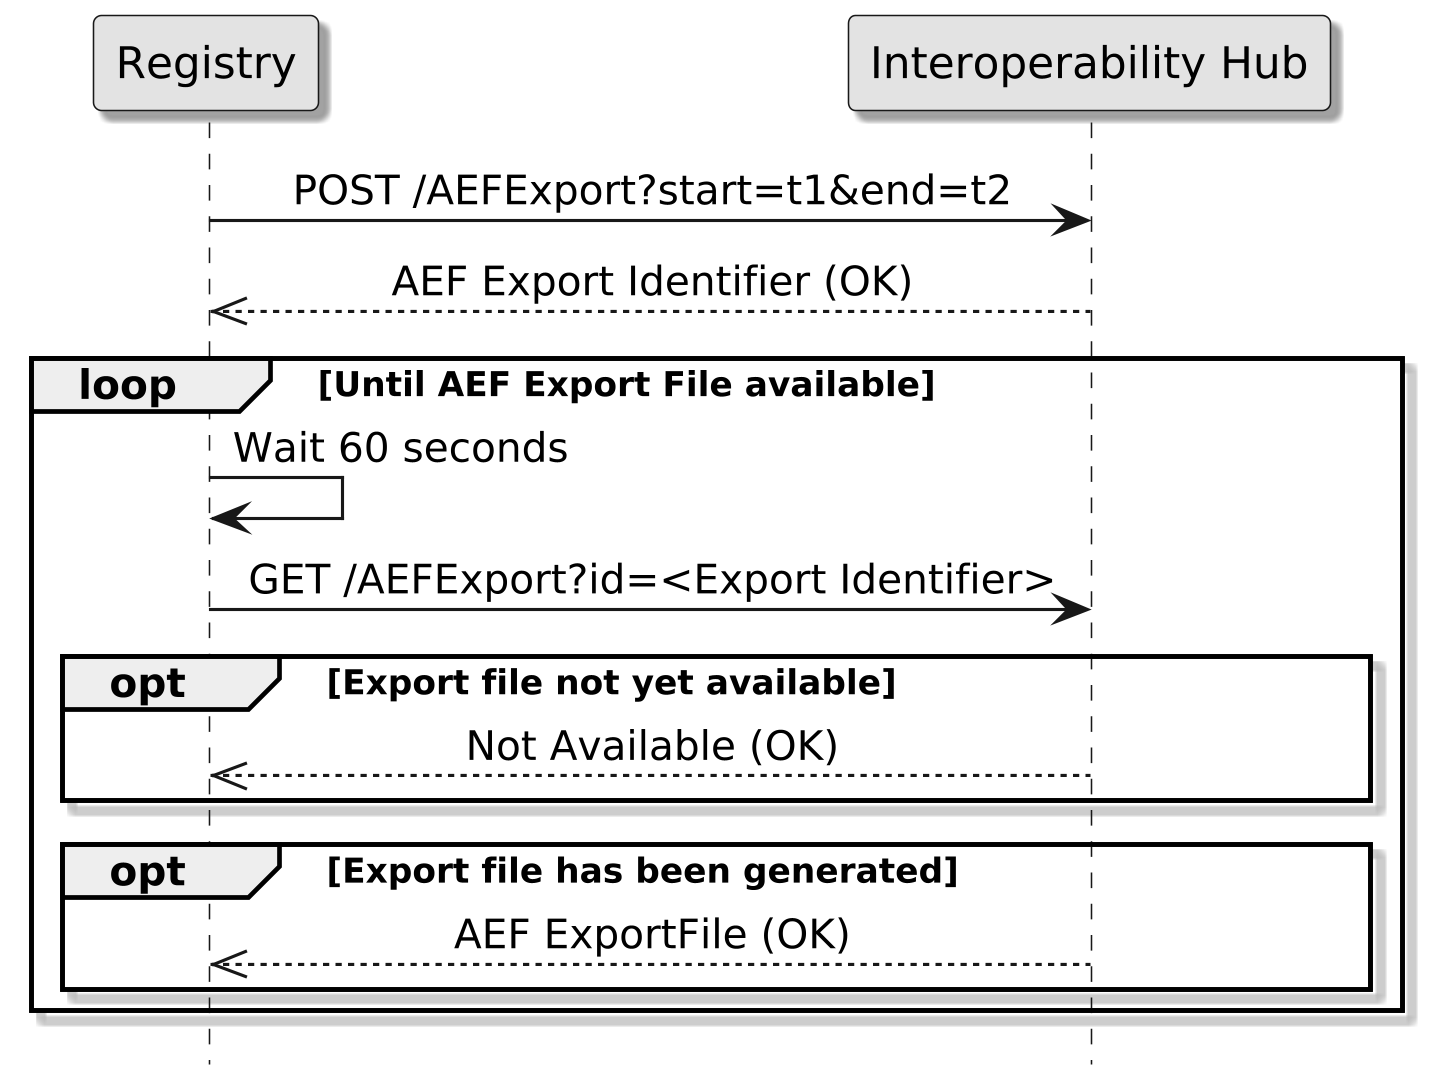 Registry
Interoperability Hub
POST /AEFExport?start=t1&end=t2
AEF Export Identifier (OK)
loop
[Until AEF Export File available]
Wait 60 seconds
GET /AEFExport?id=<Export Identifier>
opt
[Export file not yet available]
Not Available (OK)
opt
[Export file has been generated]
AEF ExportFile (OK)